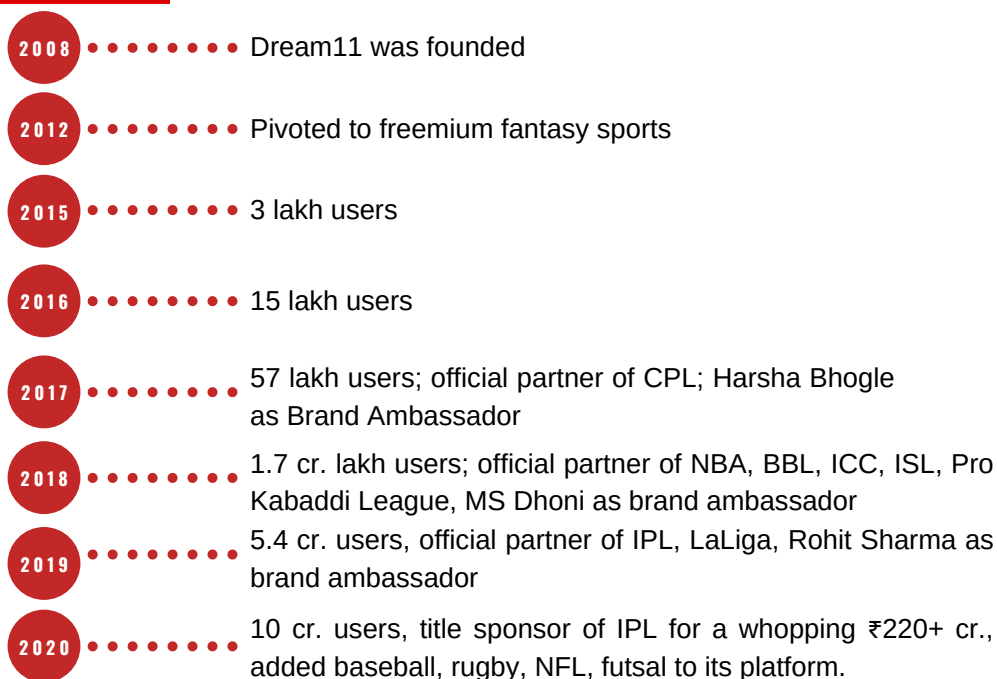 2008 Dream11 was founded
2012 Pivoted to freemium fantasy sports
2015 3 lakh users
2016 15 lakh users
2017 57 lakh users; official partner of CPL; Harsha Bhogle
as Brand Ambassador
2018 1.7 cr. lakh users; official partner of NBA, BBL, ICC, ISL, Pro
Kabaddi League, MS Dhoni as brand ambassador
2019 5.4 cr. users, official partner of IPL, LaLiga, Rohit Sharma as
brand ambassador
2020 10 cr. users, title sponsor of IPL for a whopping ₹220+ cr.,
added baseball, rugby, NFL, futsal to its platform.